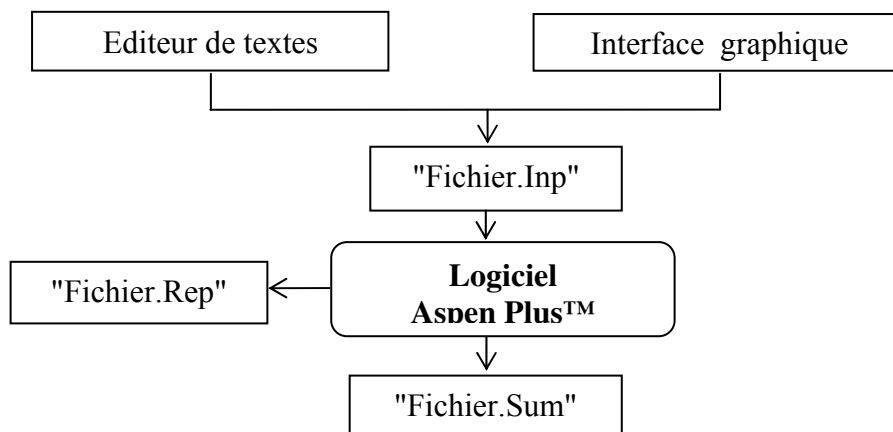 Editeur de textes
Interface graphique
"Fichier.Inp"
"Fichier.Rep"
Logiciel
Aspen Plus™
"Fichier.Sum"